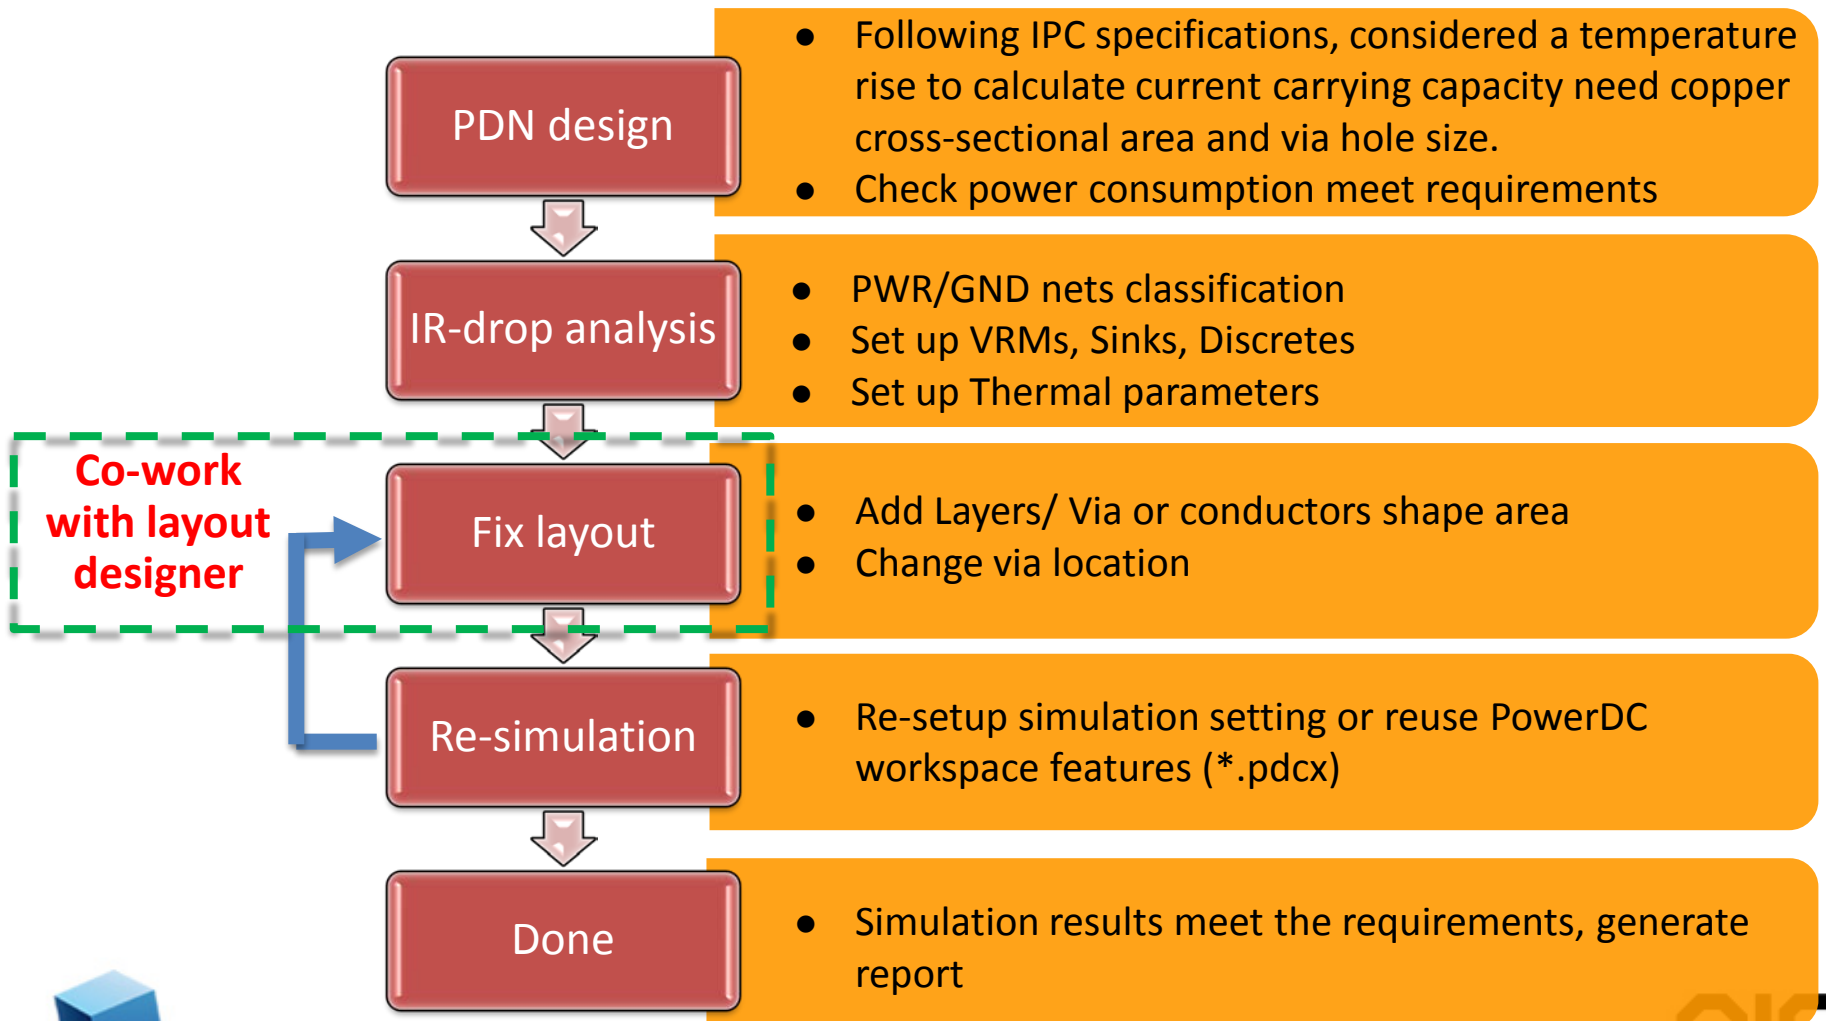 PDN design
● Following IPC specifications, considered a temperature
rise to calculate current carrying capacity need copper
cross-sectional area and via hole size.
● Check power consumption meet requirements
IR-drop analysis
● PWR/GND nets classification
● Set up VRMs, Sinks, Discretes
● Set up Thermal parameters
Co-work
with layout
designer
Fix layout
● Add Layers/ Via or conductors shape area
● Change via location
Re-simulation
● Re-setup simulation setting or reuse PowerDC
workspace features (*.pdcx)
Done
● Simulation results meet the requirements, generate
report